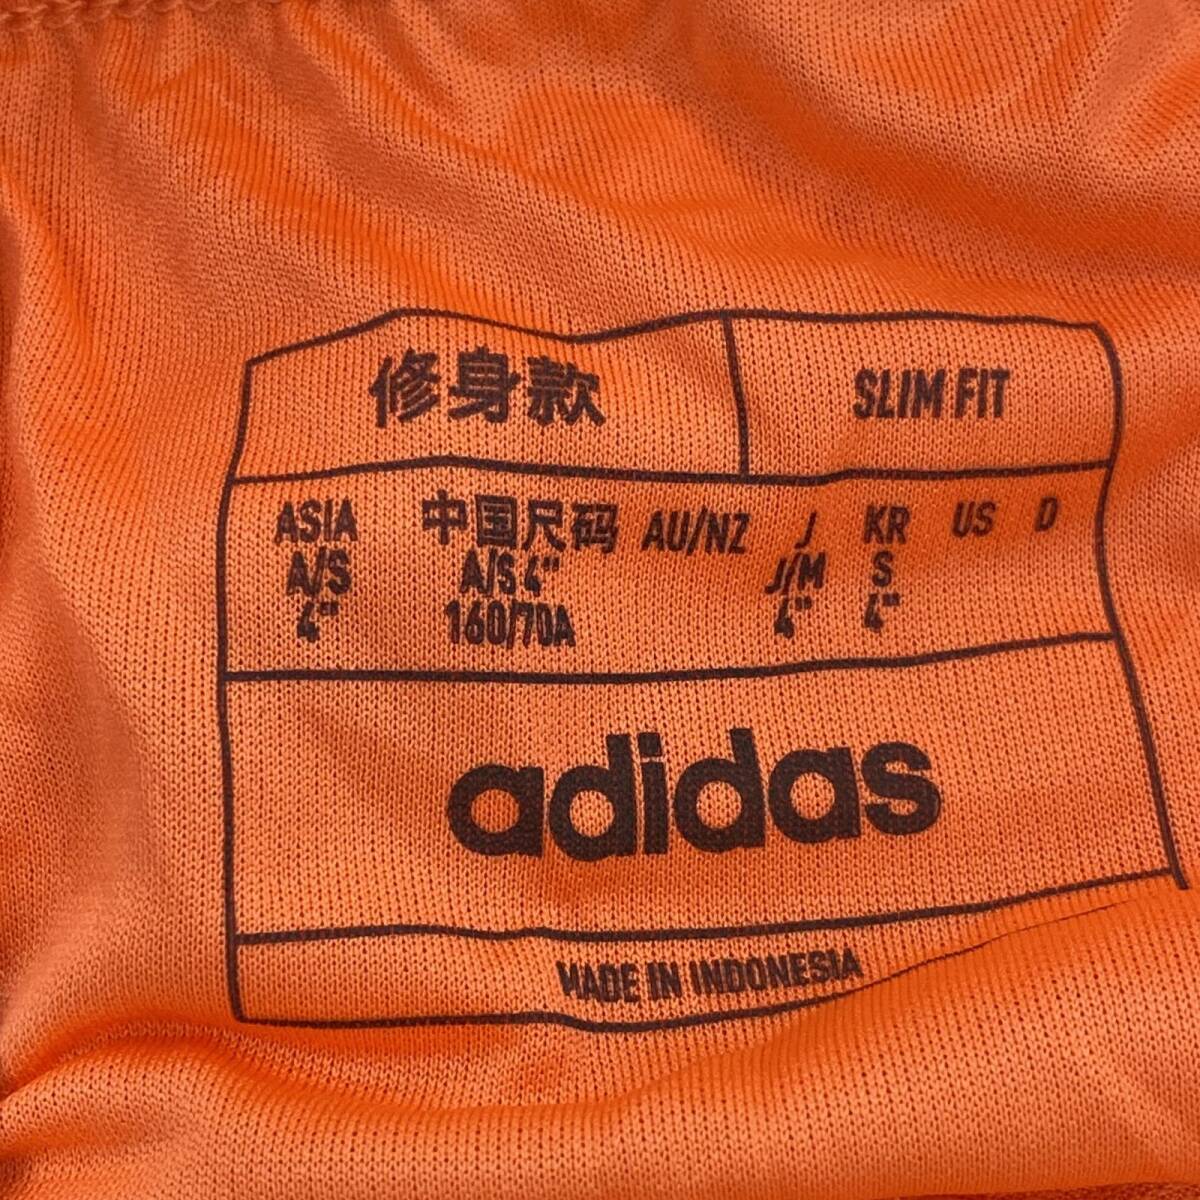 修身款 SLIM FIT
ASIA 中国尺码 AU/NZ J KR US D
A/S A/S 4" J/M S
4" 160/70A 4" 4"
adidas
MADE IN INDONESIA